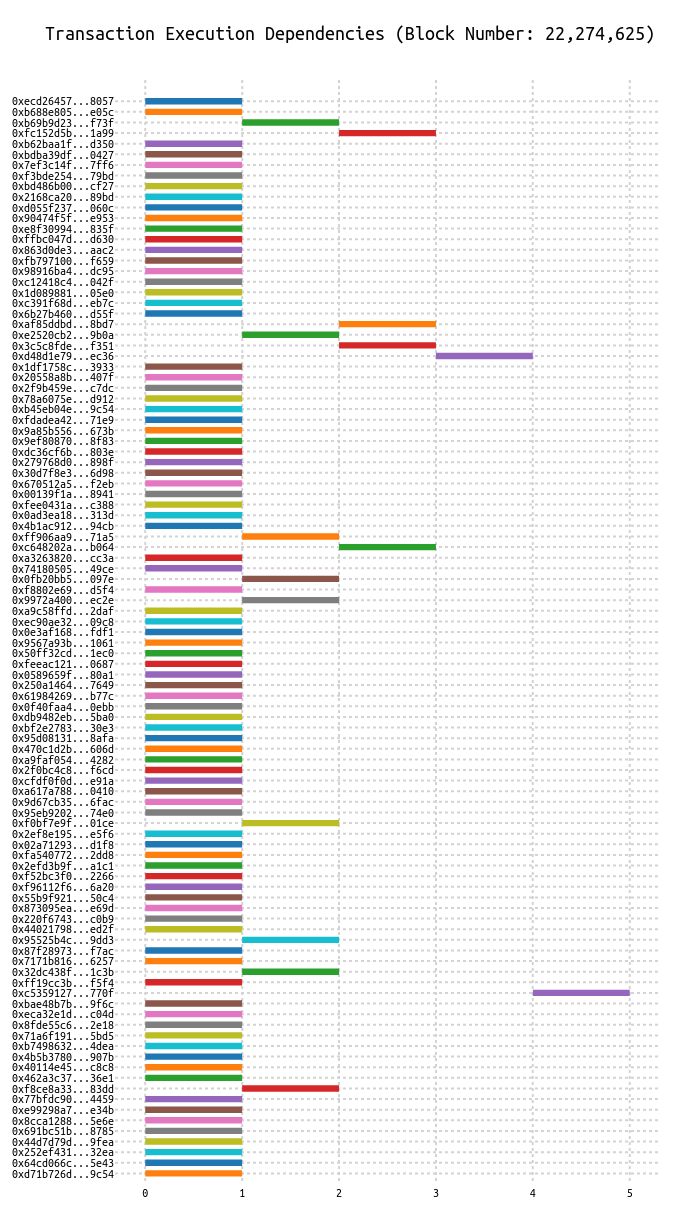 Transaction Execution Dependencies (Block Number: 22,274,625)
0xecd26457...8057
0xb688e805...e05c
0xb69b9d23...f73f
0xfc152d5b...1a99
0xb62baa1f...d350
0xbdba39df...0427
0x7ef3c14f...7ff6
0xf3bde254...79bd
0xbd486b00...cf27
0x2168ca20...89bd
0xd055f237...060c
0x90474f5f...e953
0xe8f30994...835f
0xffbc047d...d630
0x863d0de3...aac2
0xfb797100...f659
0x98916ba4...dc95
0xc12418c4...042f
0x1d089881...05e0
0xc391f68d...eb7c
0x6b27b460...d55f
0xaf85ddbd...8bd7
0xe2520cb2...9b0a
0x3c5c8fde...f351
0xd48d1e79...ec36
0x1df1758c...3933
0x20558a8b...407f
0x2f9b459e...c7dc
0x78a6075e...d912
0xb45eb04e...9c54
0xfdadea42...71e9
0x9a85b556...673b
0x9ef80870...8f83
0xdc36cf6b...803e
0x279768d0...898f
0x30d7f8e3...6d98
0x670512a5...f2eb
0x00139f1a...8941
0xfee0431a...c388
0x0ad3ea18...313d
0x4b1ac912...94cb
0xff906aa9...71a5
0xc648202a...b064
0xa3263820...cc3a
0x74180505...49ce
0x0fb20bb5...097e
0xf8802e69...d5f4
0x9972a400...ec2e
0xa9c58ffd...2daf
0xec90ae32...09c8
0x0e3af168...fdf1
0x9567a93b...1061
0x50ff32cd...1ec0
0xfeeac121...0687
0x0589659f...80a1
0x250a1464...7649
0x61984269...b77c
0x0f40faa4...0ebb
0xdb9482eb...5ba0
0xbf2e2783...30e3
0x95d08131...8afa
0x470c1d2b...606d
0xa9faf054...4282
0x2f0bc4c8...f6cd
0xcfdf0f0d...e91a
0xa617a788...0410
0x9d67cb35...6fac
0x95eb9202...74e0
0xf0bf7e9f...01ce
0x2ef8e195...e5f6
0x02a71293...d1f8
0xfa540772...2dd8
0x2efd3b9f...a1c1
0xf52bc3f0...2266
0xf96112f6...6a20
0x55b9f921...50c4
0x873095ea...e69d
0x220f6743...c0b9
0x44021798...ed2f
0x95525b4c...9dd3
0x87f28973...f7ac
0x7171b816...6257
0x32dc438f...1c3b
0xff19cc3b...f5f4
0xc5359127...770f
0xbae48b7b...9f6c
0xeca32e1d...c04d
0x8fde55c6...2e18
0x71a6f191...5bd5
0xb7498632...4dea
0x4b5b3780...907b
0x40114e45...c8c8
0x462a3c37...36e1
0xf8ce8a33...83dd
0x77bfdc90...4459
0xe99298a7...e34b
0x8cca1288...5e6e
0x691bc51b...8785
0x44d7d79d...9fea
0x252ef431...32ea
0x64cd066c...5e43
0xd71b726d...9c54
0 1 2 3 4 5